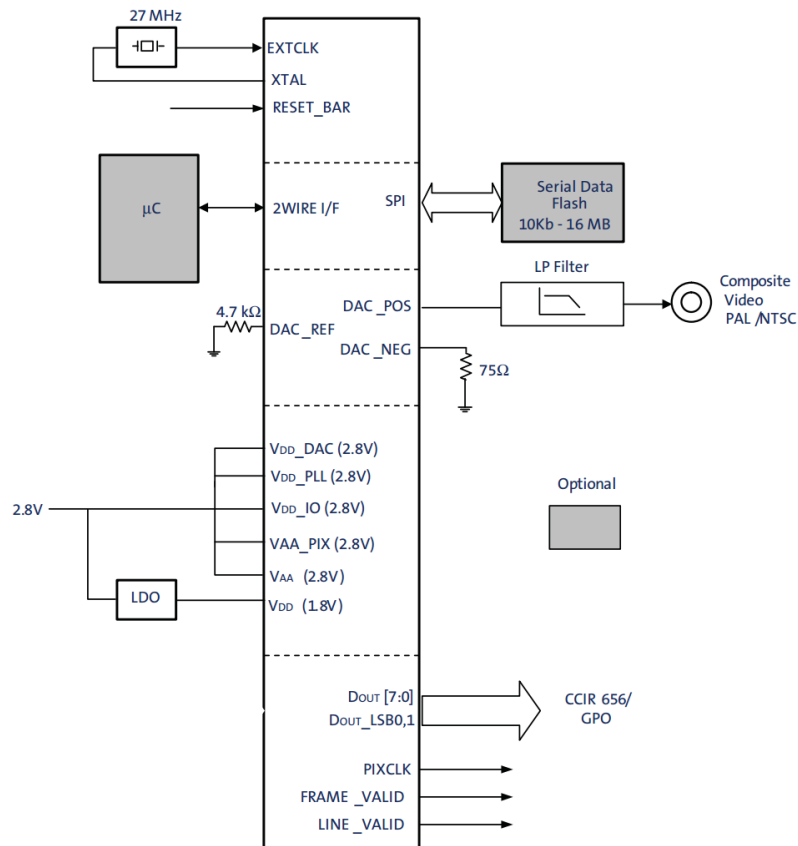 27 MHz
EXTCLK
XTAL
RESET_BAR
µC
2WIRE I/F
SPI
Serial Data
Flash
10Kb - 16 MB
LP Filter
4.7 kΩ
DAC_REF
DAC_POS
Composite
Video
PAL /NTSC
DAC_NEG
75Ω
VDD_DAC (2.8V)
VDD_PLL (2.8V)
2.8V
VDD_IO (2.8V)
VAA_PIX (2.8V)
VAA (2.8V)
LDO
VDD (1.8V)
Optional
DOUT [7:0]
DOUT_LSB0,1
CCIR 656/
GPO
PIXCLK
FRAME _VALID
LINE _VALID